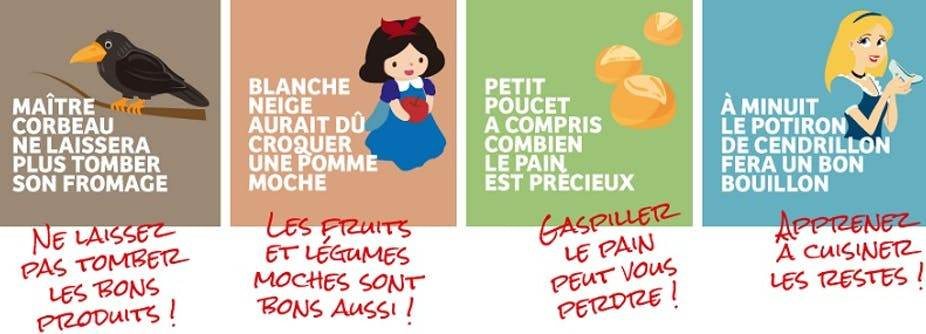 MAÎTRE
CORBEAU
NE LAISSERA
PLUS TOMBER
SON FROMAGE
NE LAISSEZ
PAS TOMBER
LES BONS
PRODUITS !
BLANCHE
NEIGE
AURAIT DÛ
CROQUER
UNE POMME
MOCHE
LES FRUITS
ET LÉGUMES
MOCHES SONT
BONS AUSSI !
PETIT
POUCET
A COMPRIS
COMBIEN
LE PAIN
EST PRÉCIEUX
GASPILLER
LE PAIN
PEUT VOUS
PERDRE !
À MINUIT
LE POTIRON
DE CENDRILLON
FERA UN BON
BOUILLON
APPRENEZ
À CUISINER
LES RESTES !